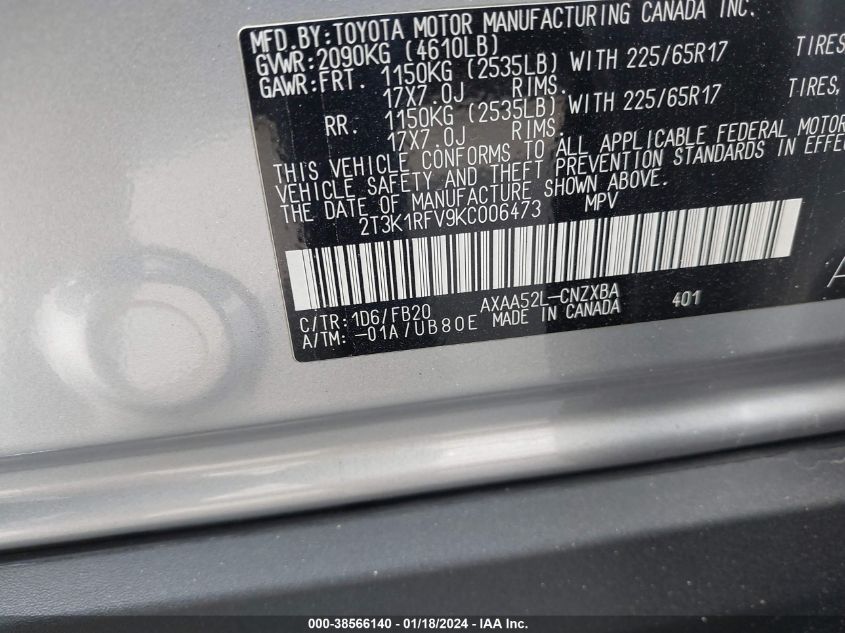 MFD.BY:TOYOTA MOTOR MANUFACTURING CANADA INC.
GVWR:2090KG (4610LB)
GAWR:FRT. 1150KG (2535LB) WITH 225/65R17 TIRES
17X7.0J RIMS.
RR. 1150KG (2535LB) WITH 225/65R17 TIRES,
17X7.0J RIMS.
THIS VEHICLE CONFORMS TO ALL APPLICABLE FEDERAL MOTOR
VEHICLE SAFETY AND THEFT PREVENTION STANDARDS IN EFFE
THE DATE OF MANUFACTURE SHOWN ABOVE.
2T3K1RFV9KC006473 MPV
C/TR:1D6/FB20 AXAA52L-CNZXBA 401
A/TM: -01A/UB80E MADE IN CANADA
000-38566140 - 01/18/2024 - IAA Inc.